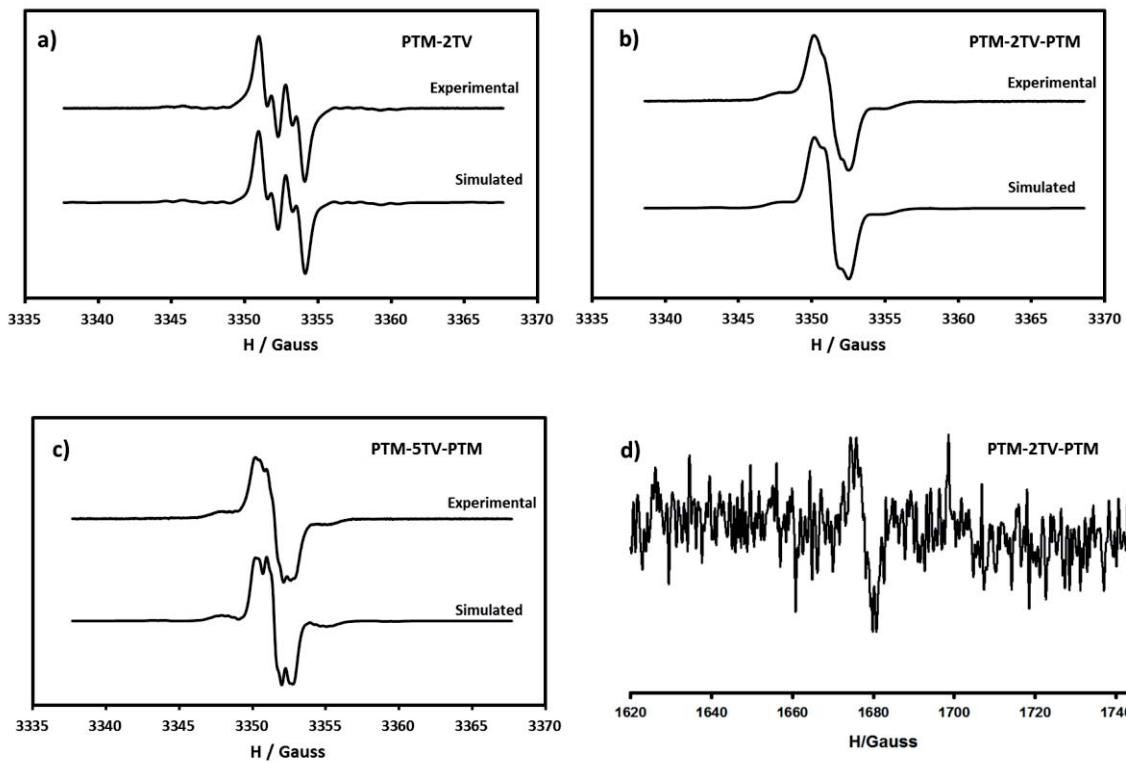 a)
PTM-2TV
Experimental
Simulated
3335 3340 3345 3350 3355 3360 3365 3370
H / Gauss
b)
PTM-2TV-PTM
Experimental
Simulated
3335 3340 3345 3350 3355 3360 3365 3370
H / Gauss
c)
PTM-5TV-PTM
Experimental
Simulated
3335 3340 3345 3350 3355 3360 3365 3370
H / Gauss
d)
PTM-2TV-PTM
1620 1640 1660 1680 1700 1720 1740
H/Gauss